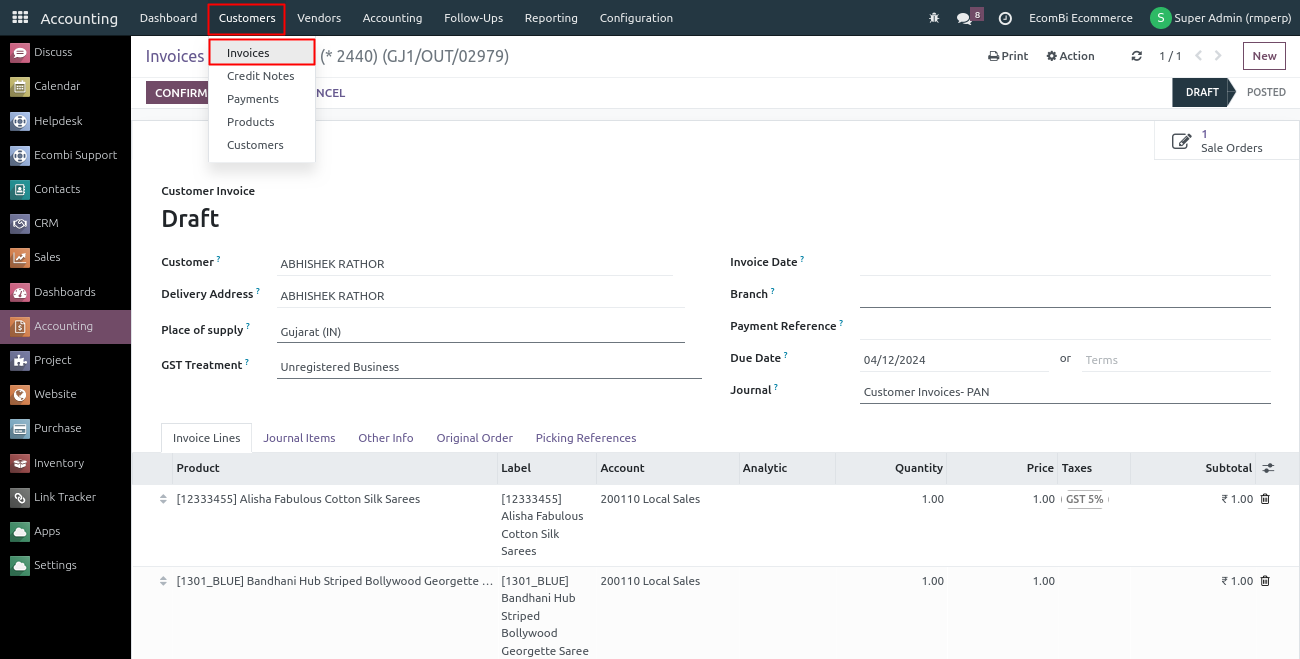 Accounting Dashboard Customers Vendors Accounting Follow-Ups Reporting Configuration 8 EcomBi Ecommerce S Super Admin (rmperp)
Discuss
Calendar
Helpdesk
Ecombi Support
Contacts
CRM
Sales
Dashboards
Accounting
Project
Website
Purchase
Inventory
Link Tracker
Apps
Settings
Invoices
Credit Notes
Payments
Products
Customers
Invoices (* 2440) (GJ1/OUT/02979) Print Action 1 / 1 New
CONFIRM NCEL DRAFT POSTED
1
Sale Orders
Customer Invoice
Draft
Customer ? ABHISHEK RATHOR
Delivery Address ? ABHISHEK RATHOR
Place of supply ? Gujarat (IN)
GST Treatment ? Unregistered Business
Invoice Date ?
Branch ?
Payment Reference ?
Due Date ? 04/12/2024 or Terms
Journal ? Customer Invoices- PAN
Invoice Lines Journal Items Other Info Original Order Picking References
Product Label Account Analytic Quantity Price Taxes Subtotal
[12333455] Alisha Fabulous Cotton Silk Sarees [12333455] 200110 Local Sales 1.00 1.00 GST 5% ₹ 1.00
Alisha Fabulous
Cotton Silk
Sarees
[1301_BLUE] Bandhani Hub Striped Bollywood Georgette ... [1301_BLUE] 200110 Local Sales 1.00 1.00 ₹ 1.00
Bandhani Hub
Striped
Bollywood
Georgette Saree